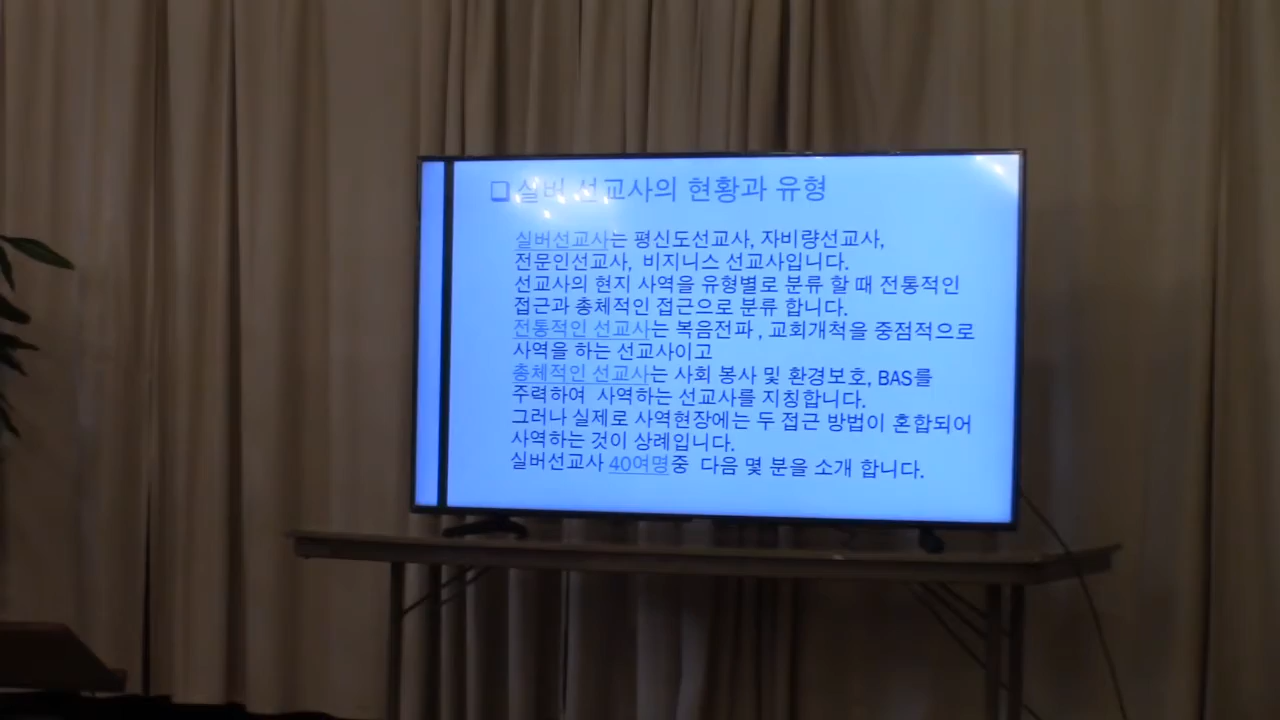 ❑ 실버 선교사의 현황과 유형
실버선교사는 평신도선교사, 자비량선교사,
전문인선교사, 비지니스 선교사입니다.
선교사의 현지 사역을 유형별로 분류 할 때 전통적인
접근과 총체적인 접근으로 분류 합니다.
전통적인 선교사는 복음전파 , 교회개척을 중점적으로
사역을 하는 선교사이고
총체적인 선교사는 사회 봉사 및 환경보호, BAS를
주력하여 사역하는 선교사를 지칭합니다.
그러나 실제로 사역현장에는 두 접근 방법이 혼합되어
사역하는 것이 상례입니다.
실버선교사 40여명중 다음 몇 분을 소개 합니다.